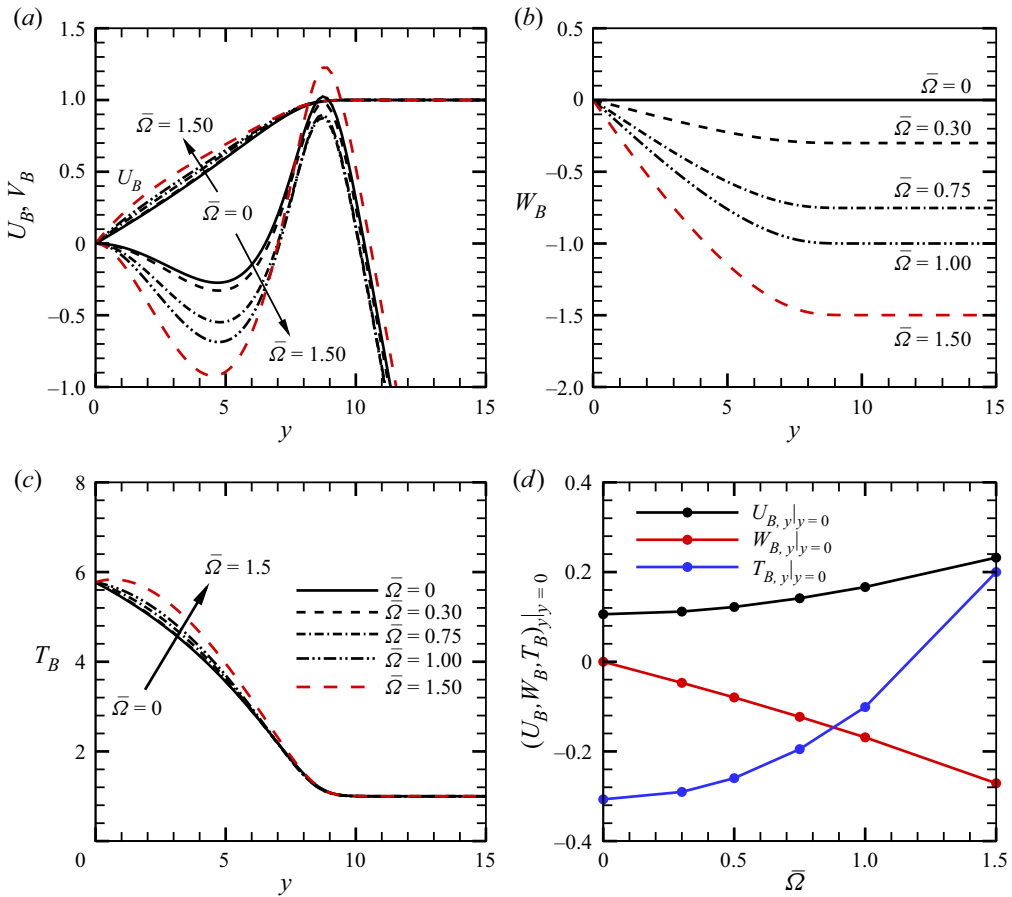 (a)
1.5
1.0
0.5
0
–0.5
–1.0
U_B, V_B
Ω̄ = 1.50
U_B
Ω̄ = 0
Ω̄ = 1.50
0 5 10 15
y
(b)
0.5
0
–0.5
–1.0
–1.5
–2.0
W_B
Ω̄ = 0
Ω̄ = 0.30
Ω̄ = 0.75
Ω̄ = 1.00
Ω̄ = 1.50
0 5 10 15
y
(c)
8
6
4
2
0
T_B
Ω̄ = 1.5
Ω̄ = 0
Ω̄ = 0
Ω̄ = 0.30
Ω̄ = 0.75
Ω̄ = 1.00
Ω̄ = 1.50
0 5 10 15
y
(d)
0.4
0.2
0
–0.2
–0.4
(U_B, W_B, T_B)_y|_{y = 0}
U_{B, y}|_{y = 0}
W_{B, y}|_{y = 0}
T_{B, y}|_{y = 0}
0 0.5 1.0 1.5
Ω̄